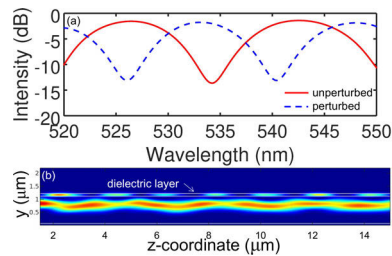 (a)
0
-5
-10
-15
-20
Intensity (dB)
unperturbed
perturbed
520 525 530 535 540 545 550
Wavelength (nm)
(b)
dielectric layer
2
1.5
1
0.5
y (μm)
2 4 6 8 10 12 14
z-coordinate (μm)